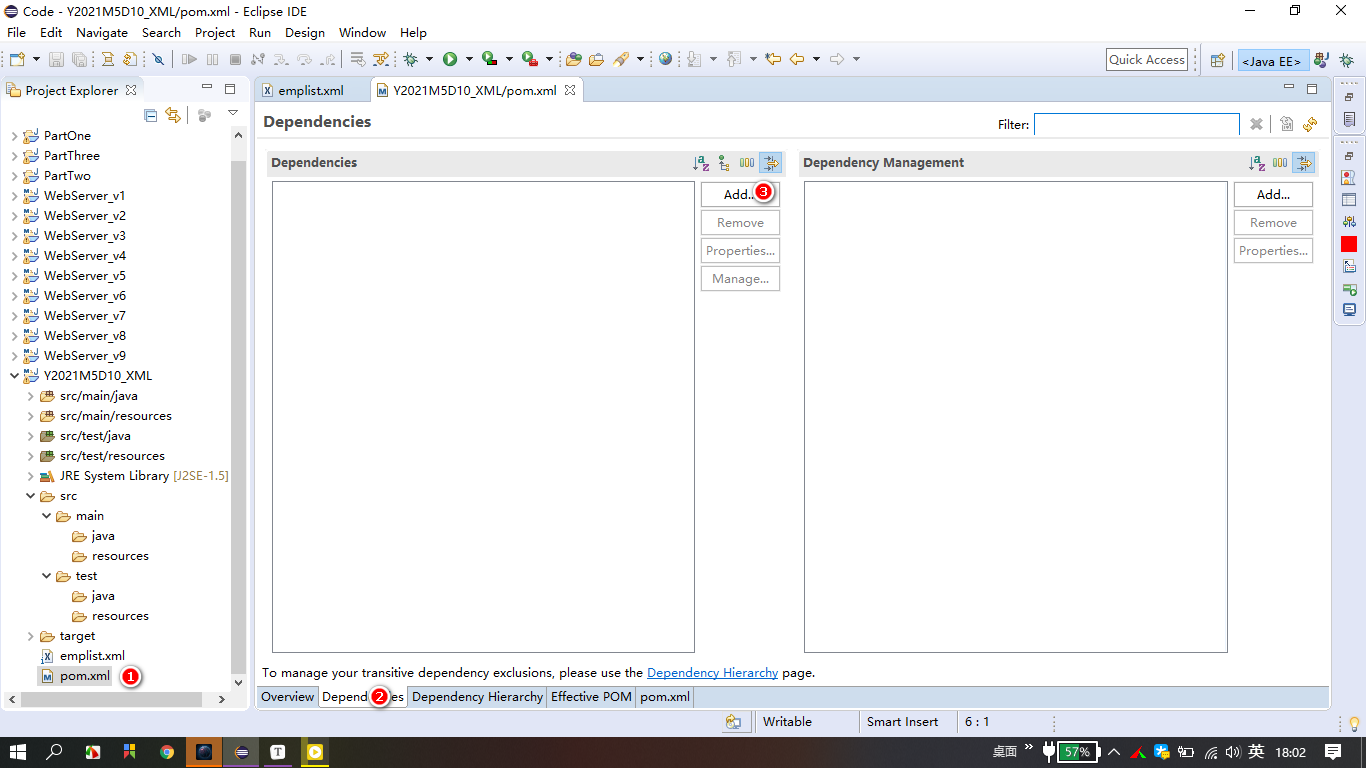 Code - Y2021M5D10_XML/pom.xml - Eclipse IDE
File Edit Navigate Search Project Run Design Window Help
Quick Access
<Java EE>
Project Explorer
emplist.xml
Y2021M5D10_XML/pom.xml
PartOne
PartThree
PartTwo
WebServer_v1
WebServer_v2
WebServer_v3
WebServer_v4
WebServer_v5
WebServer_v6
WebServer_v7
WebServer_v8
WebServer_v9
Y2021M5D10_XML
src/main/java
src/main/resources
src/test/java
src/test/resources
JRE System Library [J2SE-1.5]
src
main
java
resources
test
java
resources
target
emplist.xml
pom.xml 1
Dependencies
Filter:
Dependencies
Add... 3
Remove
Properties...
Manage...
Dependency Management
Add...
Remove
Properties...
To manage your transitive dependency exclusions, please use the Dependency Hierarchy page.
Overview Depend 2 es Dependency Hierarchy Effective POM pom.xml
Writable Smart Insert 6 : 1
T 桌面 57% 英 18:02